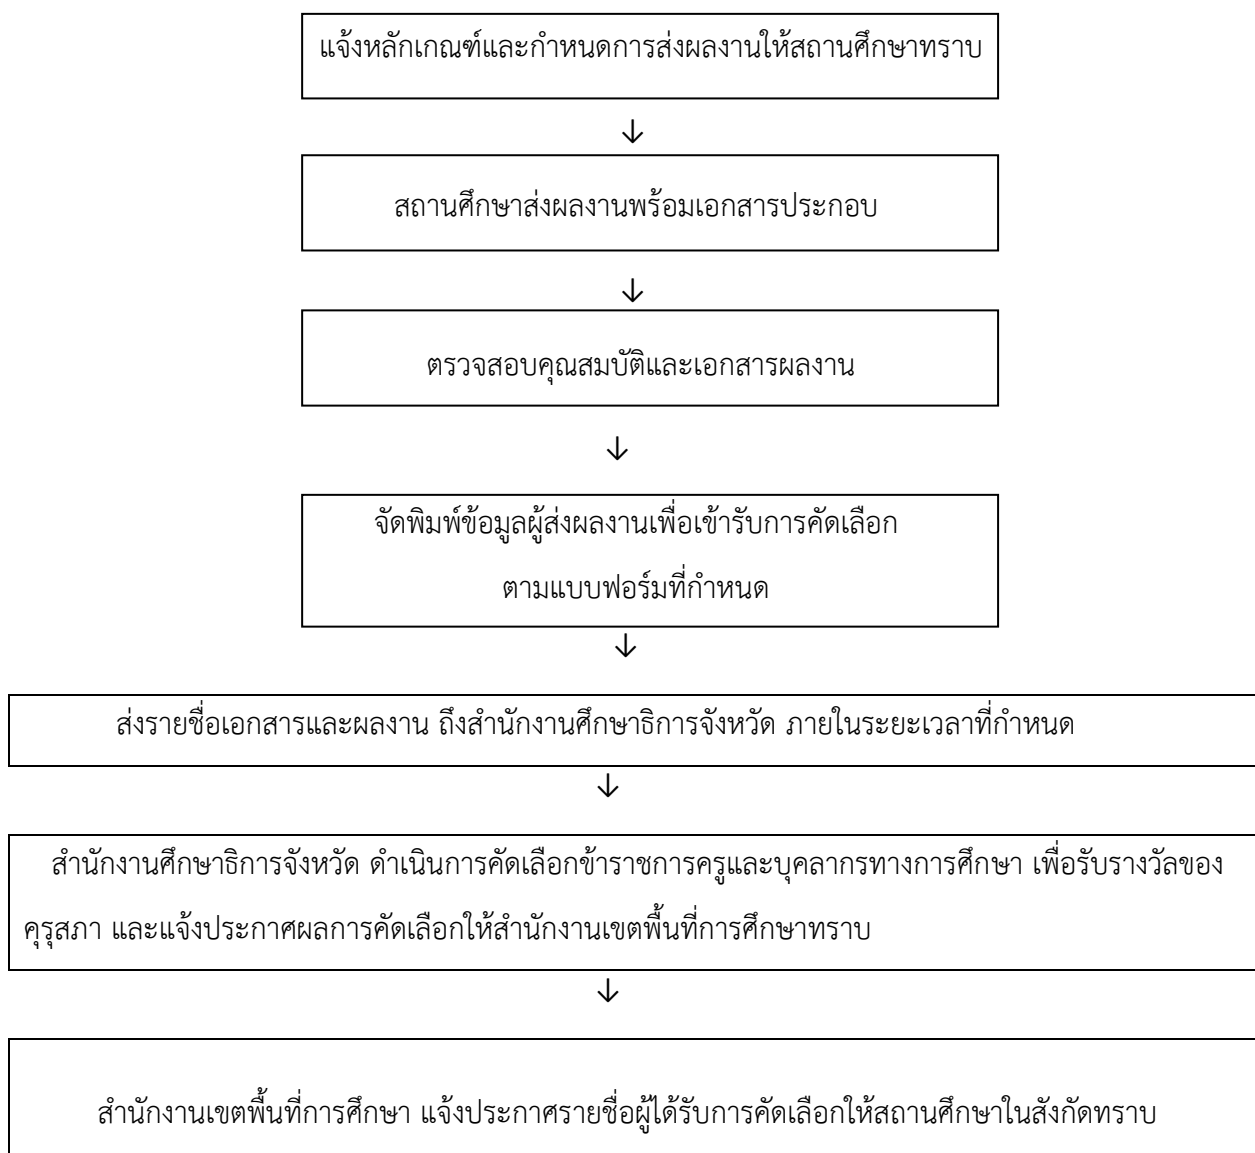 แจ้งหลักเกณฑ์และกำหนดการส่งผลงานให้สถานศึกษาทราบ
↓
สถานศึกษาส่งผลงานพร้อมเอกสารประกอบ
↓
ตรวจสอบคุณสมบัติและเอกสารผลงาน
↓
จัดพิมพ์ข้อมูลผู้ส่งผลงานเพื่อเข้ารับการคัดเลือก
ตามแบบฟอร์มที่กำหนด
↓
ส่งรายชื่อเอกสารและผลงาน ถึงสำนักงานศึกษาธิการจังหวัด ภายในระยะเวลาที่กำหนด
↓
สำนักงานศึกษาธิการจังหวัด ดำเนินการคัดเลือกข้าราชการครูและบุคลากรทางการศึกษา เพื่อรับรางวัลของ
คุรุสภา และแจ้งประกาศผลการคัดเลือกให้สำนักงานเขตพื้นที่การศึกษาทราบ
↓
สำนักงานเขตพื้นที่การศึกษา แจ้งประกาศรายชื่อผู้ได้รับการคัดเลือกให้สถานศึกษาในสังกัดทราบ